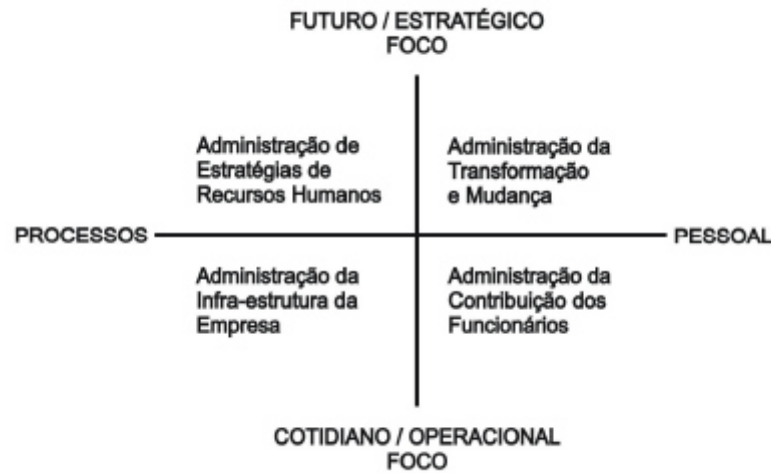 FUTURO / ESTRATÉGICO
FOCO
Administração de
Estratégias de
Recursos Humanos
Administração da
Transformação
e Mudança
PROCESSOS
PESSOAL
Administração da
Infra-estrutura da
Empresa
Administração da
Contribuição dos
Funcionários
COTIDIANO / OPERACIONAL
FOCO